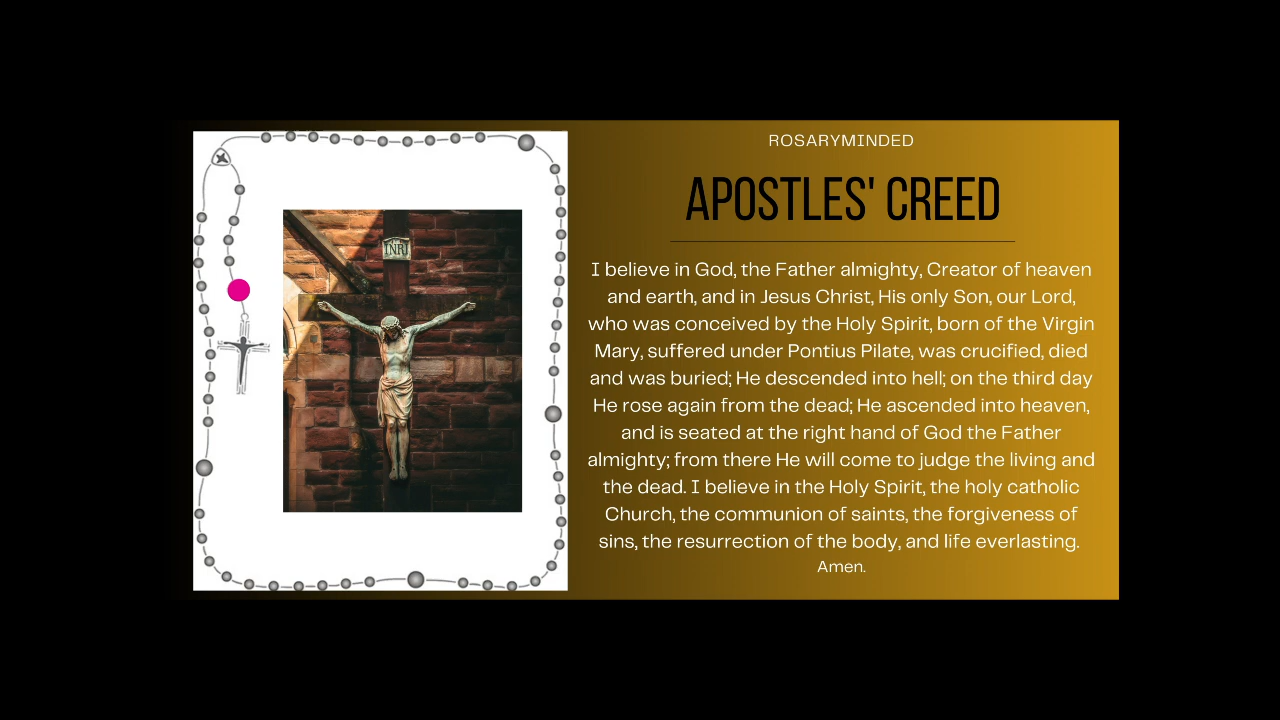 ROSARYMINDED
APOSTLES' CREED
INRI
I believe in God, the Father almighty, Creator of heaven
and earth, and in Jesus Christ, His only Son, our Lord,
who was conceived by the Holy Spirit, born of the Virgin
Mary, suffered under Pontius Pilate, was crucified, died
and was buried; He descended into hell; on the third day
He rose again from the dead; He ascended into heaven,
and is seated at the right hand of God the Father
almighty; from there He will come to judge the living and
the dead. I believe in the Holy Spirit, the holy catholic
Church, the communion of saints, the forgiveness of
sins, the resurrection of the body, and life everlasting.
Amen.